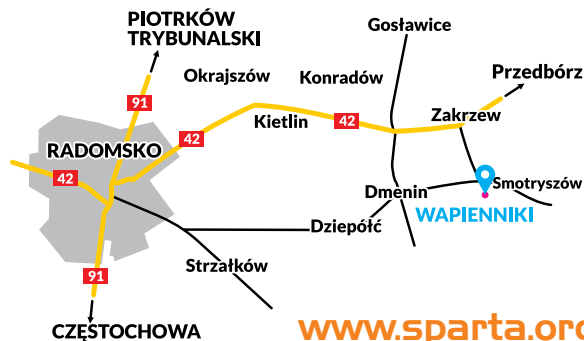 PIOTRKÓW
TRYBUNALSKI
Gosławice
Okrajszów
Konradów
Przedbórz
91
Kietlin
42
Zakrzew
42
RADOMSKO
42
Smotryszów
Dmenin
WAPIENNIKI
Dziepółć
Strzałków
91
CZĘSTOCHOWA
www.sparta.org